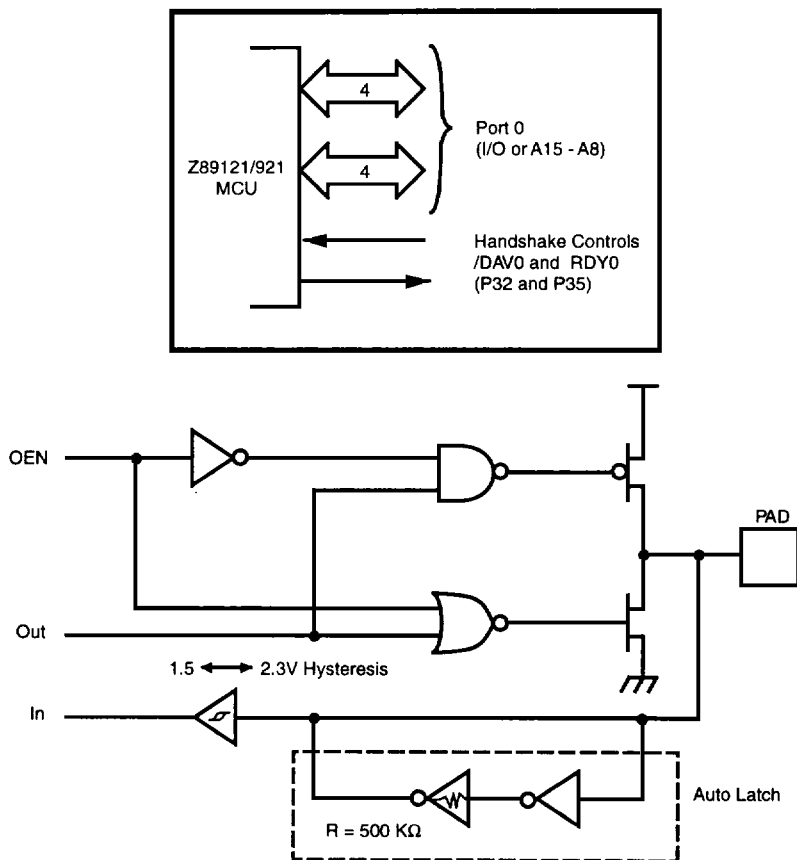 4
Port 0
(I/O or A15 - A8)
Z89121/921
MCU
4
Handshake Controls
/DAV0 and RDY0
(P32 and P35)
OEN
PAD
Out
1.5 2.3V Hysteresis
In
Auto Latch
R = 500 KΩ